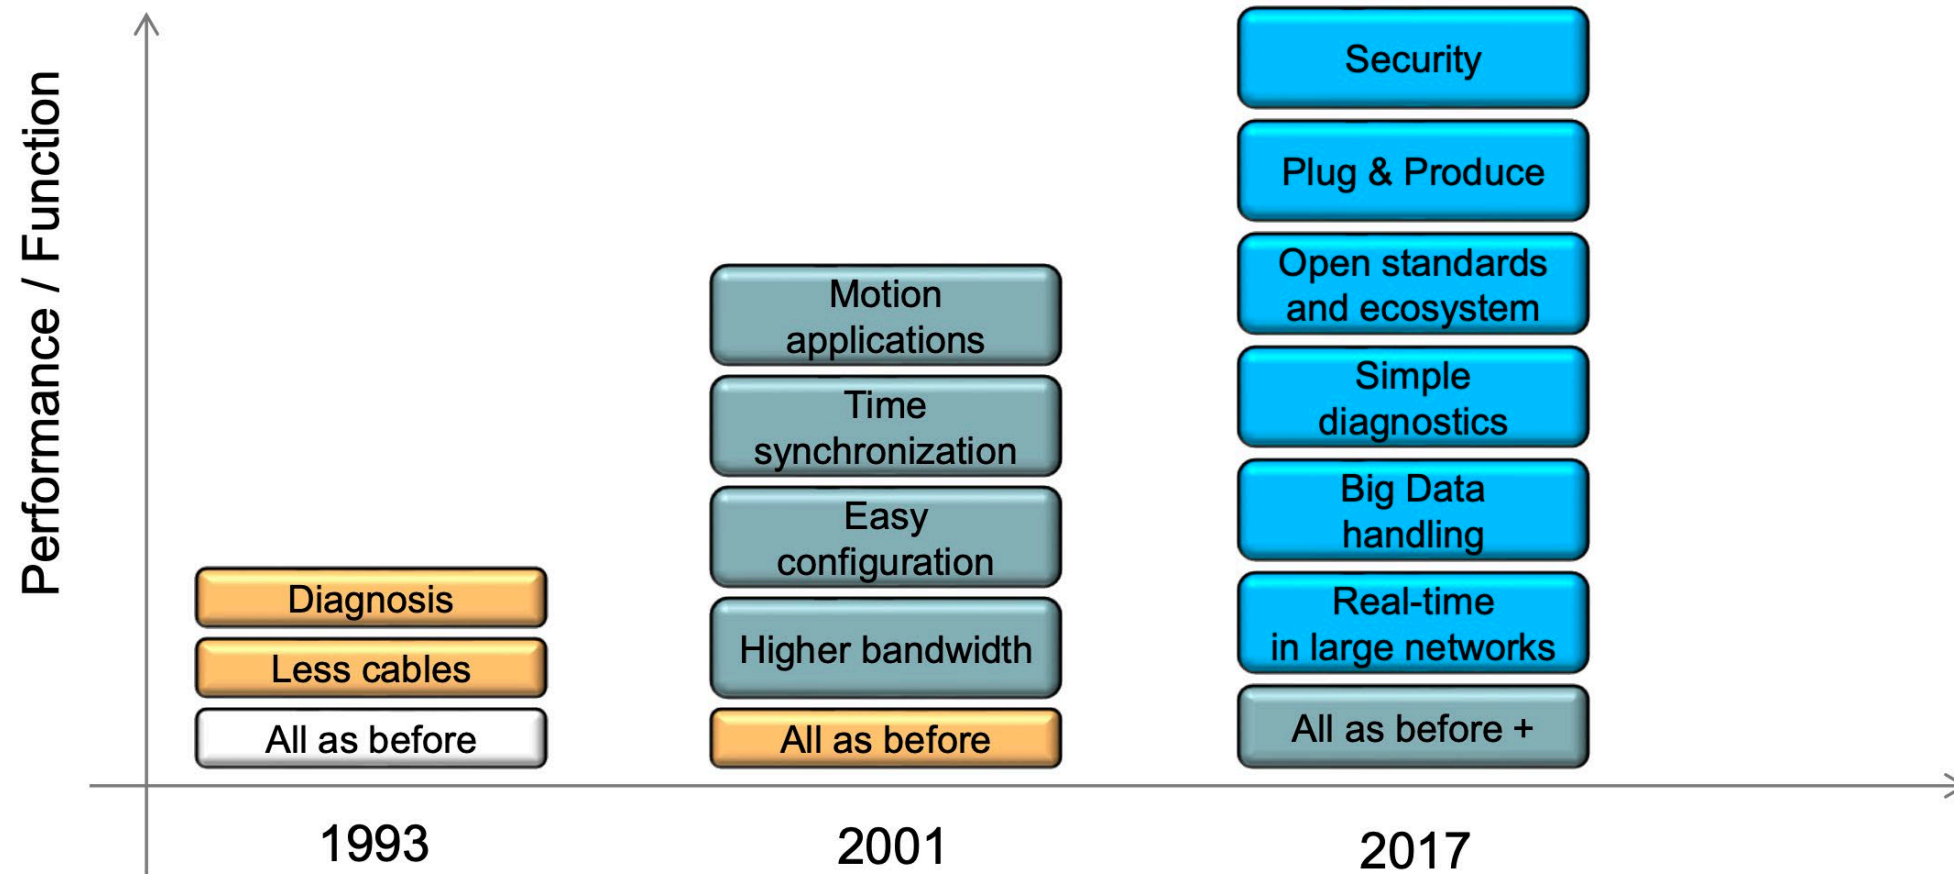 Performance / Function
Diagnosis
Less cables
All as before
1993
Motion
applications
Time
synchronization
Easy
configuration
Higher bandwidth
All as before
2001
Security
Plug & Produce
Open standards
and ecosystem
Simple
diagnostics
Big Data
handling
Real-time
in large networks
All as before +
2017